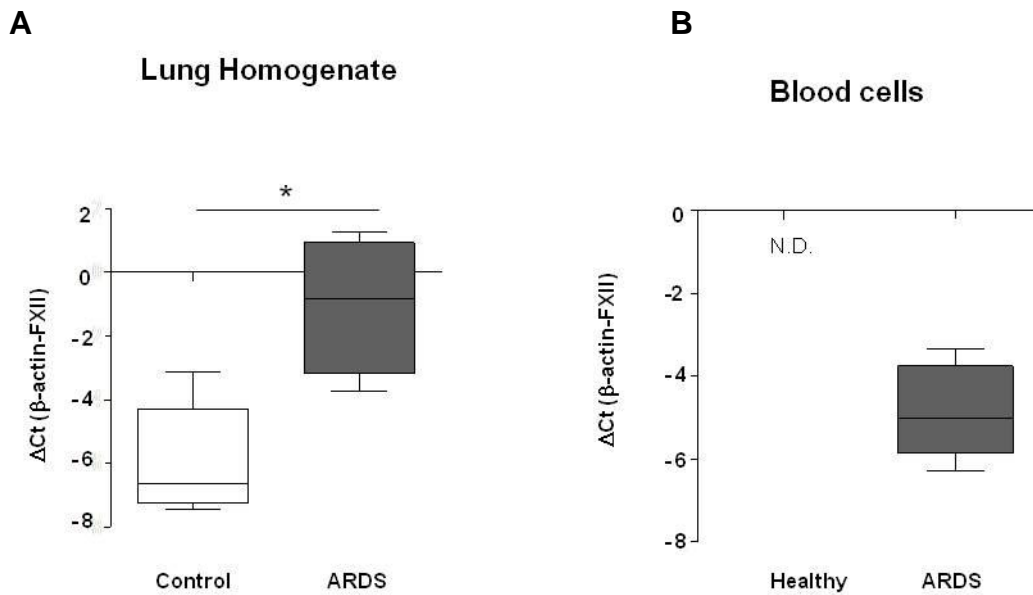 A
Lung Homogenate
*
2
0
-2
-4
-6
-8
ΔCt (β-actin-FXII)
Control
ARDS
B
Blood cells
0
N.D.
-2
-4
-6
-8
ΔCt (β-actin-FXII)
Healthy
ARDS